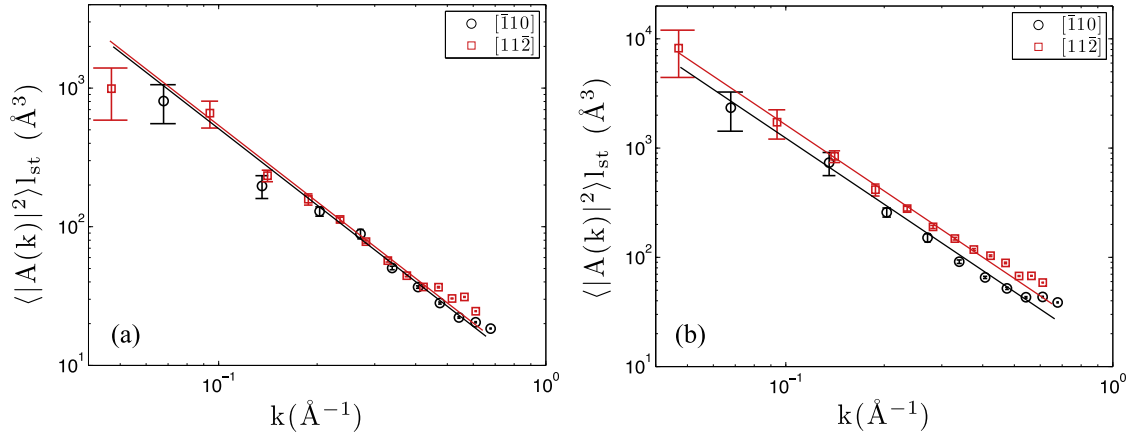 [1̄10]
[112̄]
10³
10²
10¹
10⁻¹
10⁰
⟨|A(k)|²⟩l_st (Å³)
k(Å⁻¹)
(a)
[1̄10]
[112̄]
10⁴
10³
10²
10¹
10⁻¹
10⁰
⟨|A(k)|²⟩l_st (Å³)
k(Å⁻¹)
(b)